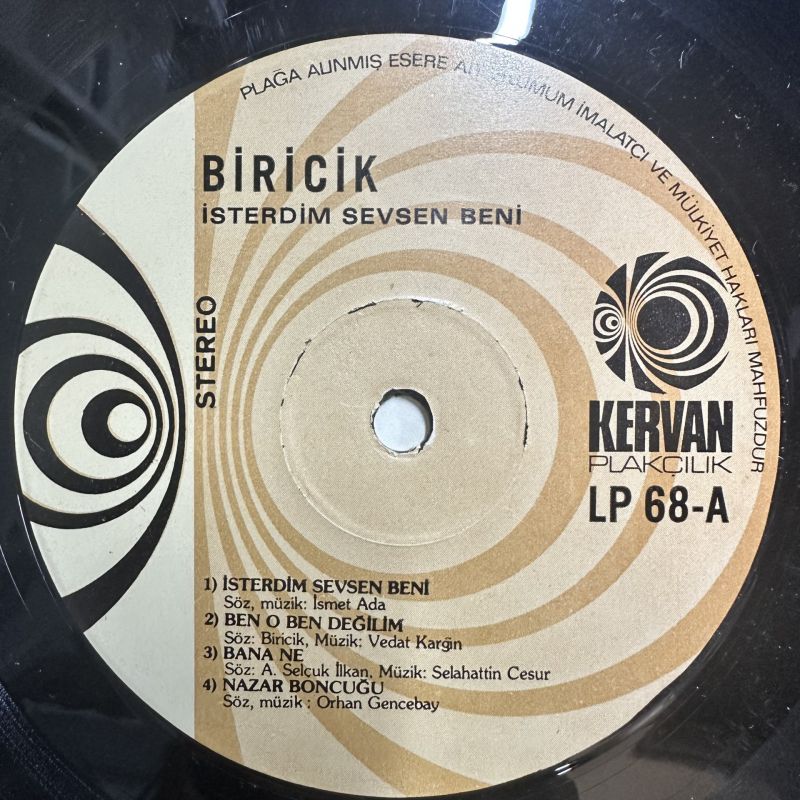 PLAĞA ALINMIŞ ESERE AİT UMUM İMALATÇI VE MÜLKİYET HAKLARI MAHFUZDUR
BİRİCİK
İSTERDİM SEVSEN BENİ
STEREO
KERVAN
PLAKÇILIK
LP 68-A
1) İSTERDİM SEVSEN BENİ
Söz, müzik: İsmet Ada
2) BEN O BEN DEĞİLİM
Söz: Biricik, Müzik: Vedat Karğin
3) BANA NE
Söz: A. Selçuk İlkan, Müzik: Selahattin Cesur
4) NAZAR BONCUĞU
Söz, müzik : Orhan Gencebay